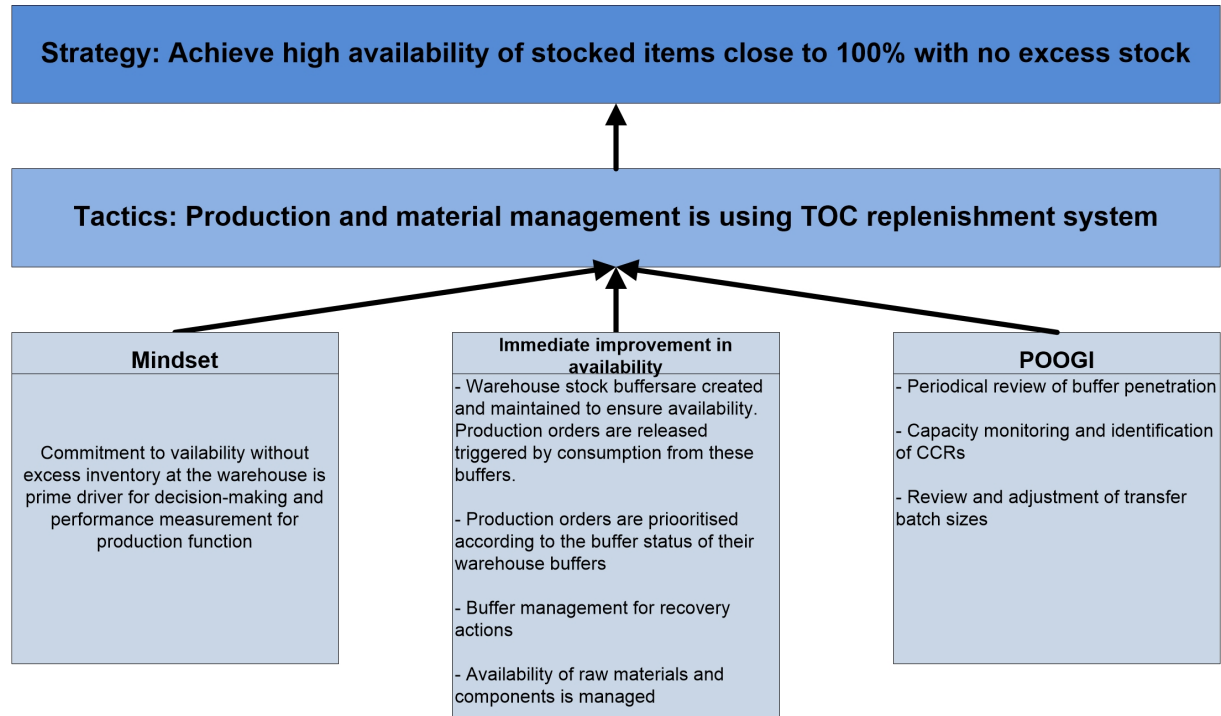 Strategy: Achieve high availability of stocked items close to 100% with no excess stock
Tactics: Production and material management is using TOC replenishment system
Mindset
Commitment to vailability without
excess inventory at the warehouse is
prime driver for decision-making and
performance measurement for
production function
Immediate improvement in
availability
- Warehouse stock buffersare created
and maintained to ensure availability.
Production orders are released
triggered by consumption from these
buffers.
- Production orders are priooritised
according to the buffer status of their
warehouse buffers
- Buffer management for recovery
actions
- Availability of raw materials and
components is managed
POOGI
- Periodical review of buffer penetration
- Capacity monitoring and identification
of CCRs
- Review and adjustment of transfer
batch sizes